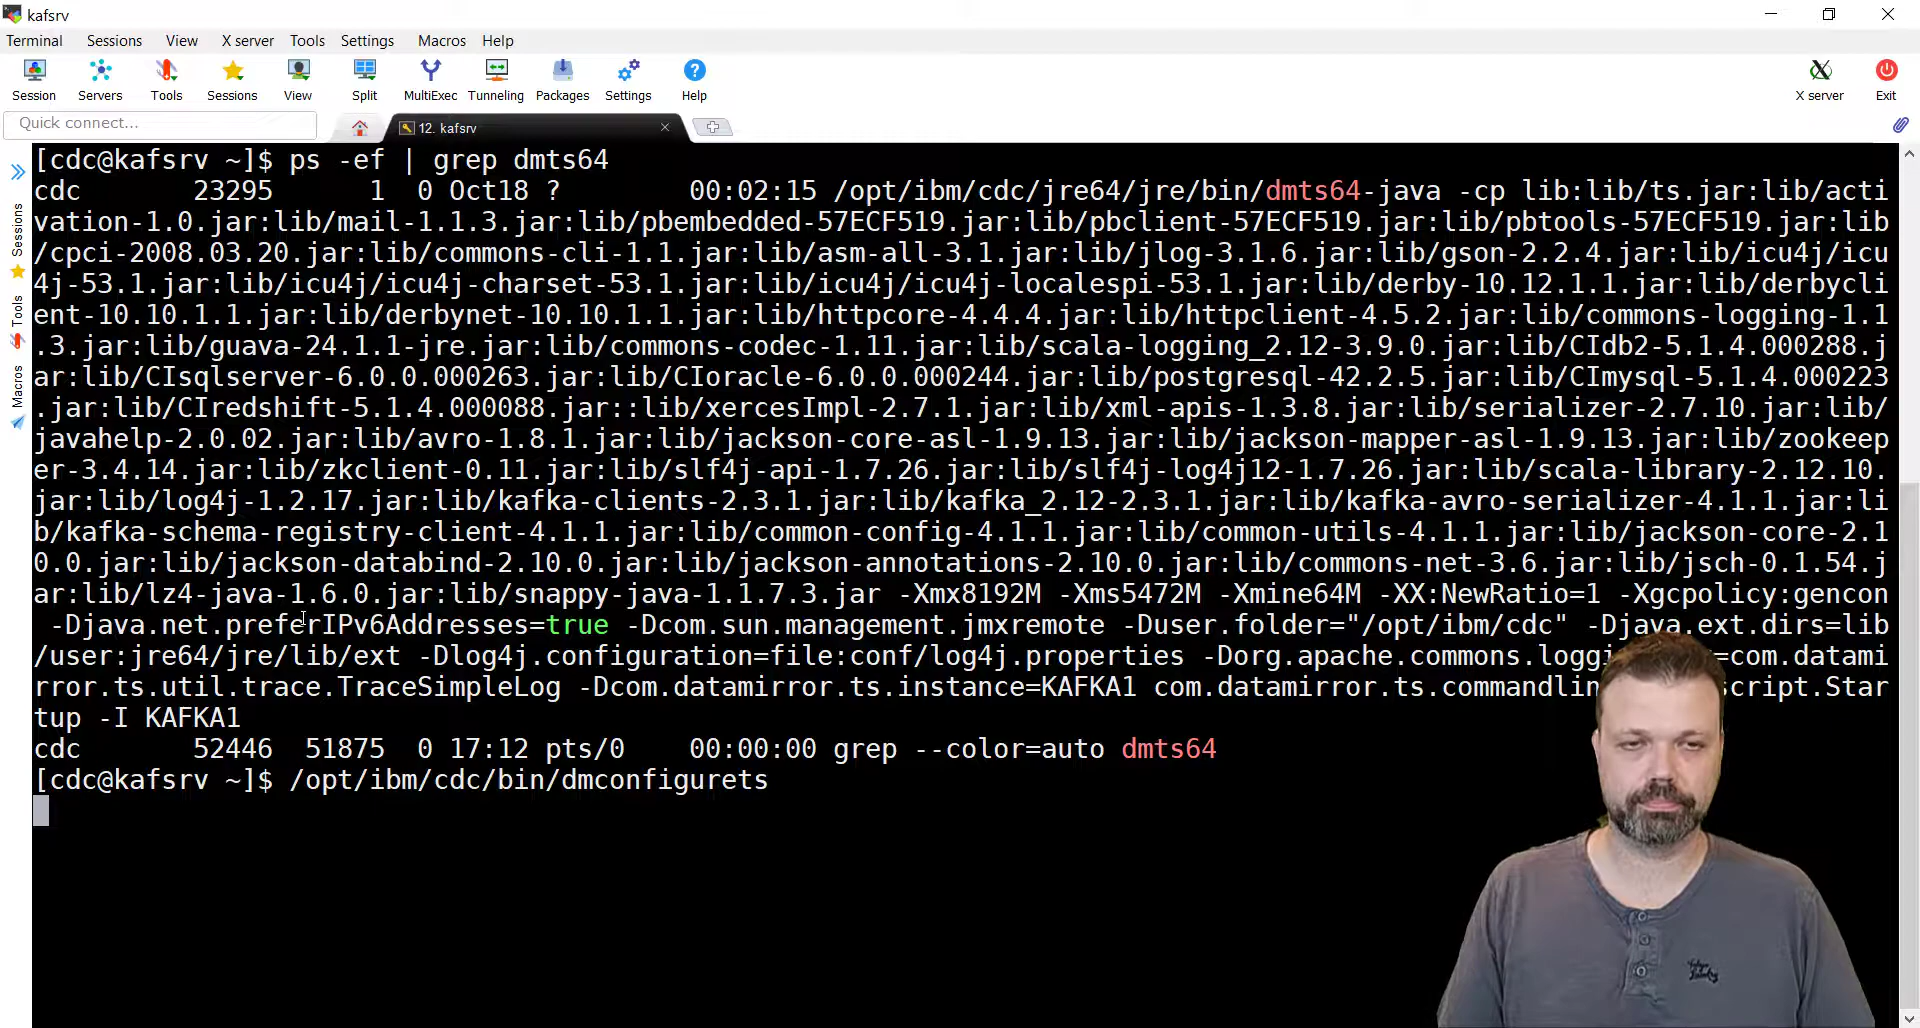 kafsrv
Terminal Sessions View X server Tools Settings Macros Help
Session Servers Tools Sessions View Split MultiExec Tunneling Packages Settings Help X server Exit
Quick connect... 12. kafsrv
Sessions
Tools
Macros
[cdc@kafsrv ~]$ ps -ef | grep dmts64
cdc 23295 1 0 Oct18 ? 00:02:15 /opt/ibm/cdc/jre64/jre/bin/dmts64-java -cp lib:lib/ts.jar:lib/acti
vation-1.0.jar:lib/mail-1.1.3.jar:lib/pbembedded-57ECF519.jar:lib/pbclient-57ECF519.jar:lib/pbtools-57ECF519.jar:lib
/cpci-2008.03.20.jar:lib/commons-cli-1.1.jar:lib/asm-all-3.1.jar:lib/jlog-3.1.6.jar:lib/gson-2.2.4.jar:lib/icu4j/icu
4j-53.1.jar:lib/icu4j/icu4j-charset-53.1.jar:lib/icu4j/icu4j-localespi-53.1.jar:lib/derby-10.12.1.1.jar:lib/derbycli
ent-10.10.1.1.jar:lib/derbynet-10.10.1.1.jar:lib/httpcore-4.4.4.jar:lib/httpclient-4.5.2.jar:lib/commons-logging-1.1
.3.jar:lib/guava-24.1.1-jre.jar:lib/commons-codec-1.11.jar:lib/scala-logging_2.12-3.9.0.jar:lib/CIdb2-5.1.4.000288.j
ar:lib/CIsqlserver-6.0.0.000263.jar:lib/CIoracle-6.0.0.000244.jar:lib/postgresql-42.2.5.jar:lib/CImysql-5.1.4.000223
.jar:lib/CIredshift-5.1.4.000088.jar::lib/xercesImpl-2.7.1.jar:lib/xml-apis-1.3.8.jar:lib/serializer-2.7.10.jar:lib/
javahelp-2.0.02.jar:lib/avro-1.8.1.jar:lib/jackson-core-asl-1.9.13.jar:lib/jackson-mapper-asl-1.9.13.jar:lib/zookeep
er-3.4.14.jar:lib/zkclient-0.11.jar:lib/slf4j-api-1.7.26.jar:lib/slf4j-log4j12-1.7.26.jar:lib/scala-library-2.12.10.
jar:lib/log4j-1.2.17.jar:lib/kafka-clients-2.3.1.jar:lib/kafka_2.12-2.3.1.jar:lib/kafka-avro-serializer-4.1.1.jar:li
b/kafka-schema-registry-client-4.1.1.jar:lib/common-config-4.1.1.jar:lib/common-utils-4.1.1.jar:lib/jackson-core-2.1
0.0.jar:lib/jackson-databind-2.10.0.jar:lib/jackson-annotations-2.10.0.jar:lib/commons-net-3.6.jar:lib/jsch-0.1.54.j
ar:lib/lz4-java-1.6.0.jar:lib/snappy-java-1.1.7.3.jar -Xmx8192M -Xms5472M -Xmine64M -XX:NewRatio=1 -Xgcpolicy:gencon
-Djava.net.preferIPv6Addresses=true -Dcom.sun.management.jmxremote -Duser.folder="/opt/ibm/cdc" -Djava.ext.dirs=lib
/user:jre64/jre/lib/ext -Dlog4j.configuration=file:conf/log4j.properties -Dorg.apache.commons.loggi =com.datami
rror.ts.util.trace.TraceSimpleLog -Dcom.datamirror.ts.instance=KAFKA1 com.datamirror.ts.commandlin script.Star
tup -I KAFKA1
cdc 52446 51875 0 17:12 pts/0 00:00:00 grep --color=auto dmts64
[cdc@kafsrv ~]$ /opt/ibm/cdc/bin/dmconfigurets